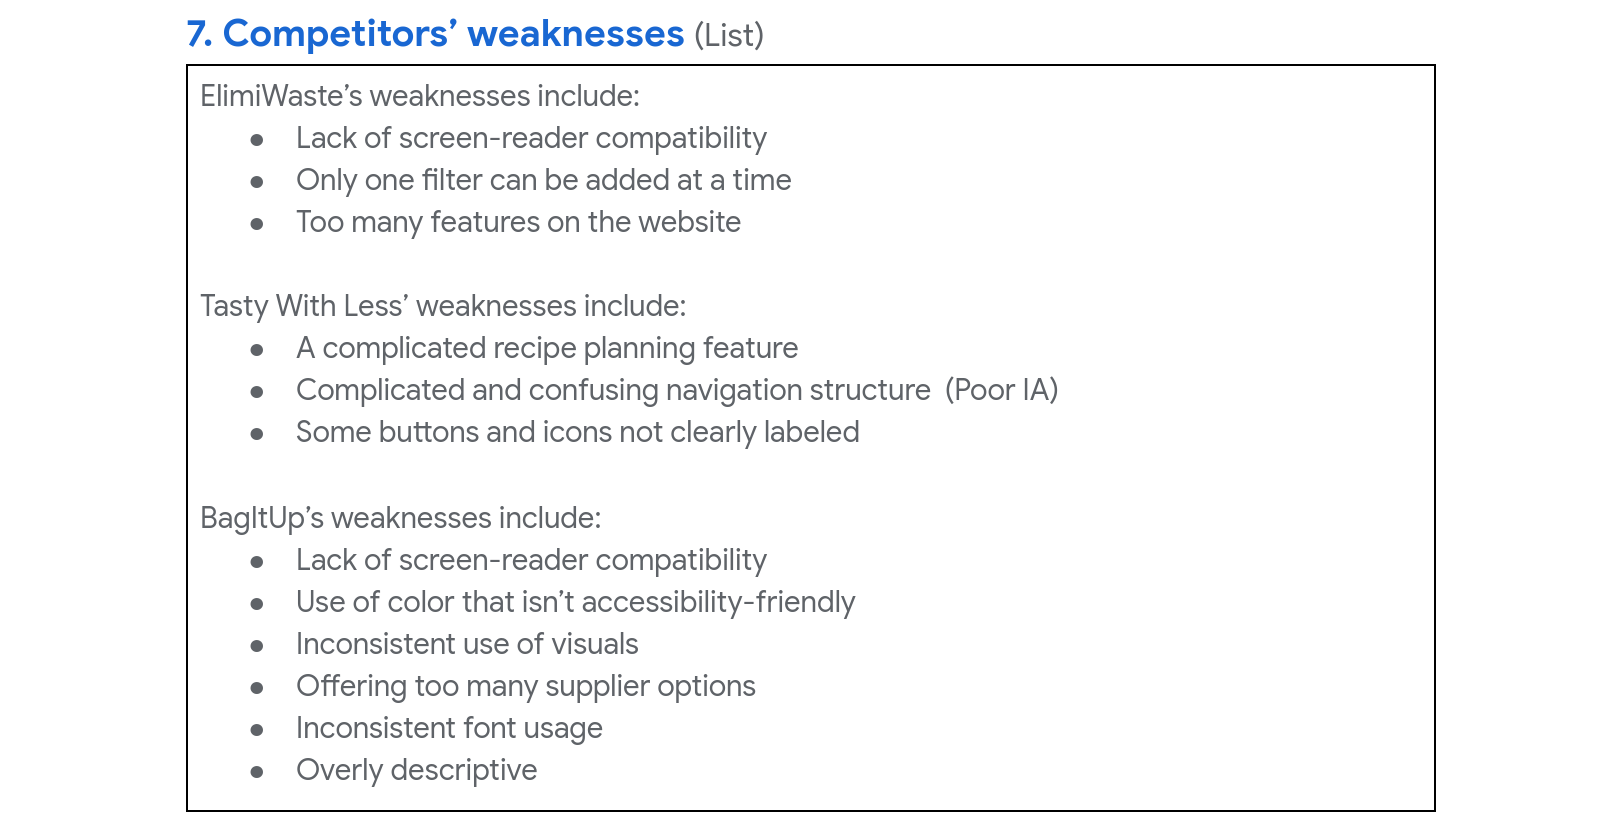 7. Competitors’ weaknesses (List)
ElimiWaste’s weaknesses include:
● Lack of screen-reader compatibility
● Only one filter can be added at a time
● Too many features on the website
Tasty With Less’ weaknesses include:
● A complicated recipe planning feature
● Complicated and confusing navigation structure  (Poor IA)
● Some buttons and icons not clearly labeled
BagItUp’s weaknesses include:
● Lack of screen-reader compatibility
● Use of color that isn’t accessibility-friendly
● Inconsistent use of visuals
● Offering too many supplier options
● Inconsistent font usage
● Overly descriptive